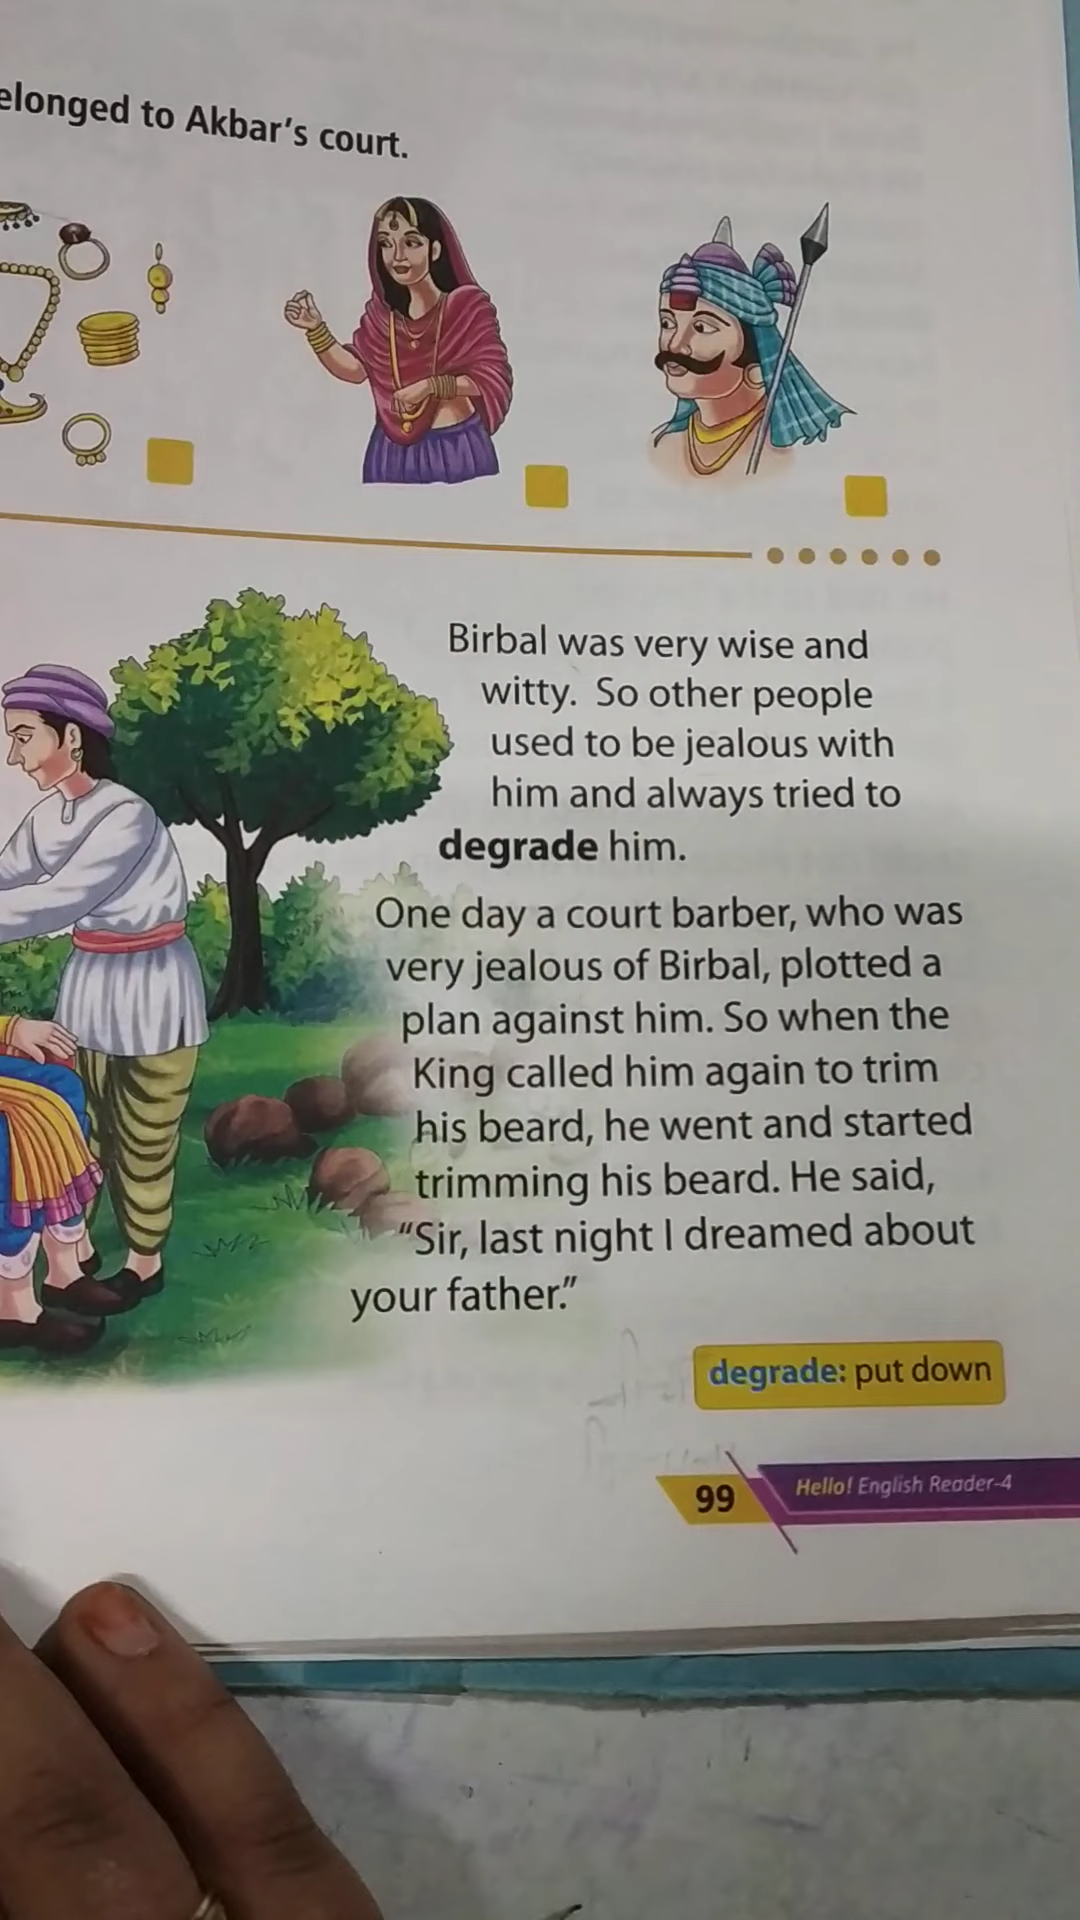 to Akbar's court.
Birbal was very wise and
witty. So other people
used to be jealous with
him and always tried to
degrade him.
One day a court barber, who was
very jealous of Birbal, plotted a
plan against him. So when the
King called him again to trim
his beard, he went and started
trimming his beard. He said,
“Sir, last night I dreamed about
your father.”
degrade: put down
99
Hello! English Reader-4